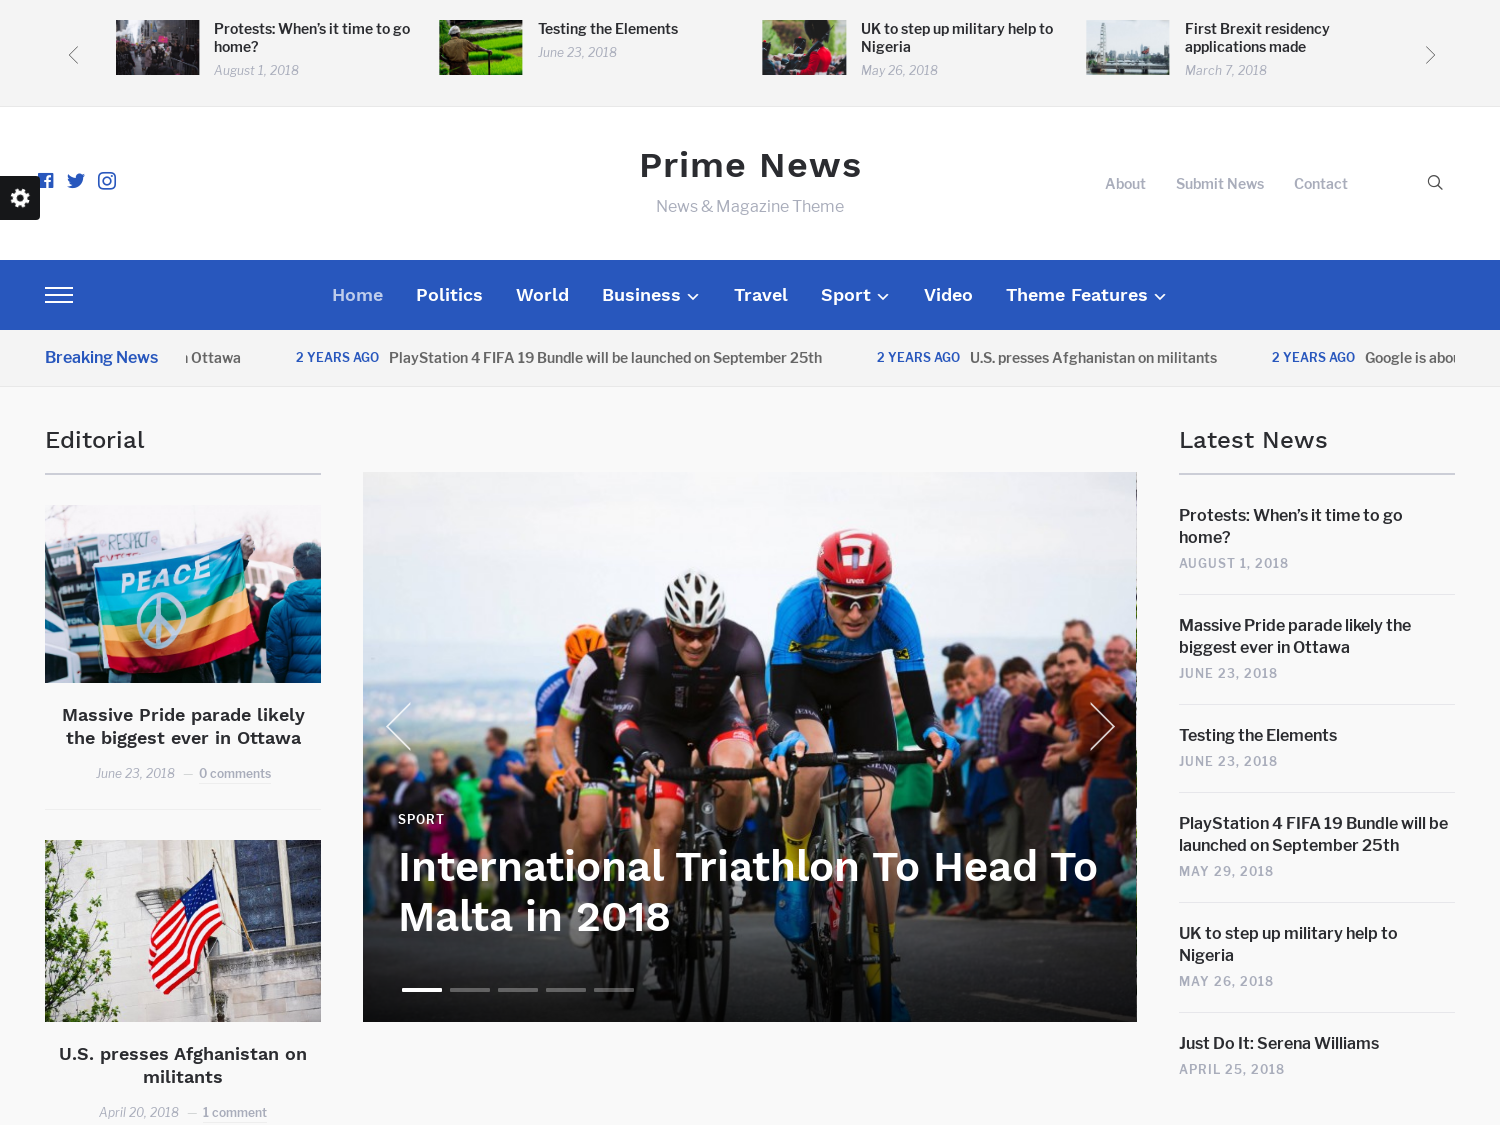 Protests: When’s it time to go
home?
August 1, 2018
Testing the Elements
June 23, 2018
UK to step up military help to
Nigeria
May 26, 2018
First Brexit residency
applications made
March 7, 2018
Prime News
News & Magazine Theme
About
Submit News
Contact
Home
Politics
World
Business
Travel
Sport
Video
Theme Features
Breaking News
Ottawa
2 YEARS AGO PlayStation 4 FIFA 19 Bundle will be launched on September 25th
2 YEARS AGO U.S. presses Afghanistan on militants
2 YEARS AGO Google is
Editorial
RESPECT
PEACE
Massive Pride parade likely
the biggest ever in Ottawa
June 23, 2018 — 0 comments
U.S. presses Afghanistan on
militants
April 20, 2018 — 1 comment
uvex
SPORT
International Triathlon To Head To
Malta in 2018
Latest News
Protests: When’s it time to go
home?
AUGUST 1, 2018
Massive Pride parade likely the
biggest ever in Ottawa
JUNE 23, 2018
Testing the Elements
JUNE 23, 2018
PlayStation 4 FIFA 19 Bundle will be
launched on September 25th
MAY 29, 2018
UK to step up military help to
Nigeria
MAY 26, 2018
Just Do It: Serena Williams
APRIL 25, 2018